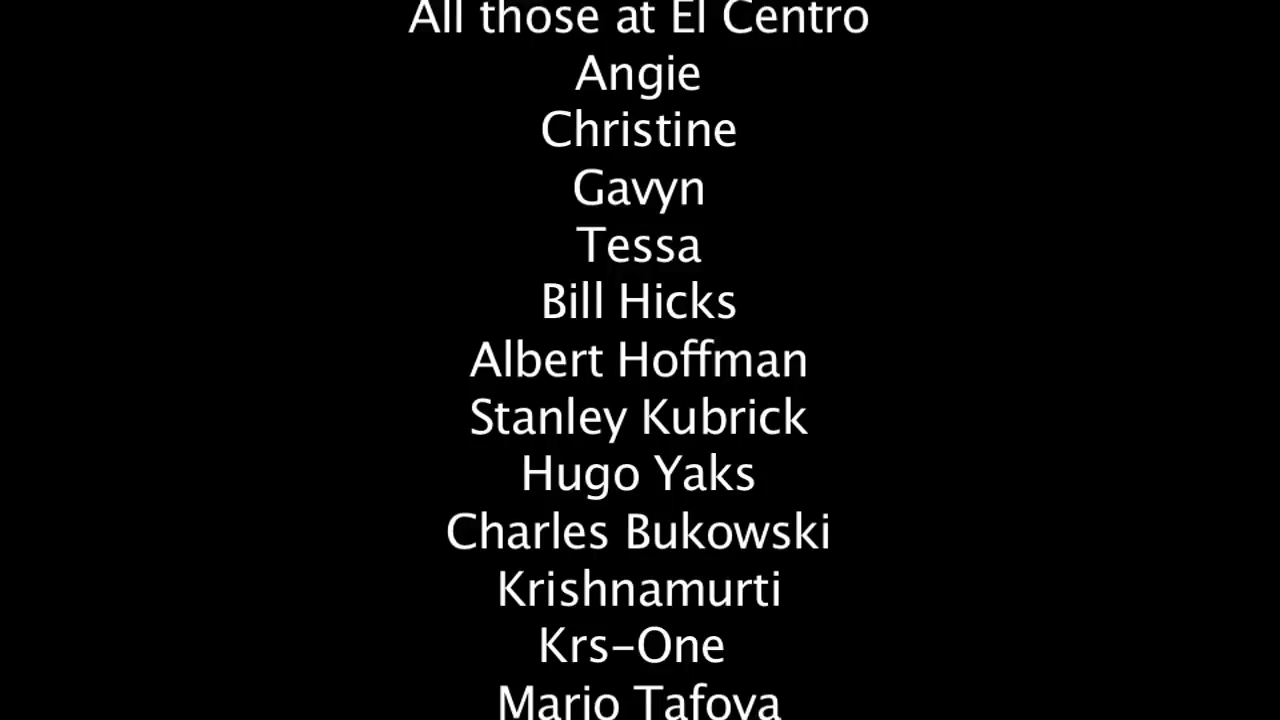 All those at El Centro
Angie
Christine
Gavyn
Tessa
Bill Hicks
Albert Hoffman
Stanley Kubrick
Hugo Yaks
Charles Bukowski
Krishnamurti
Krs-One
Mario Tafoya